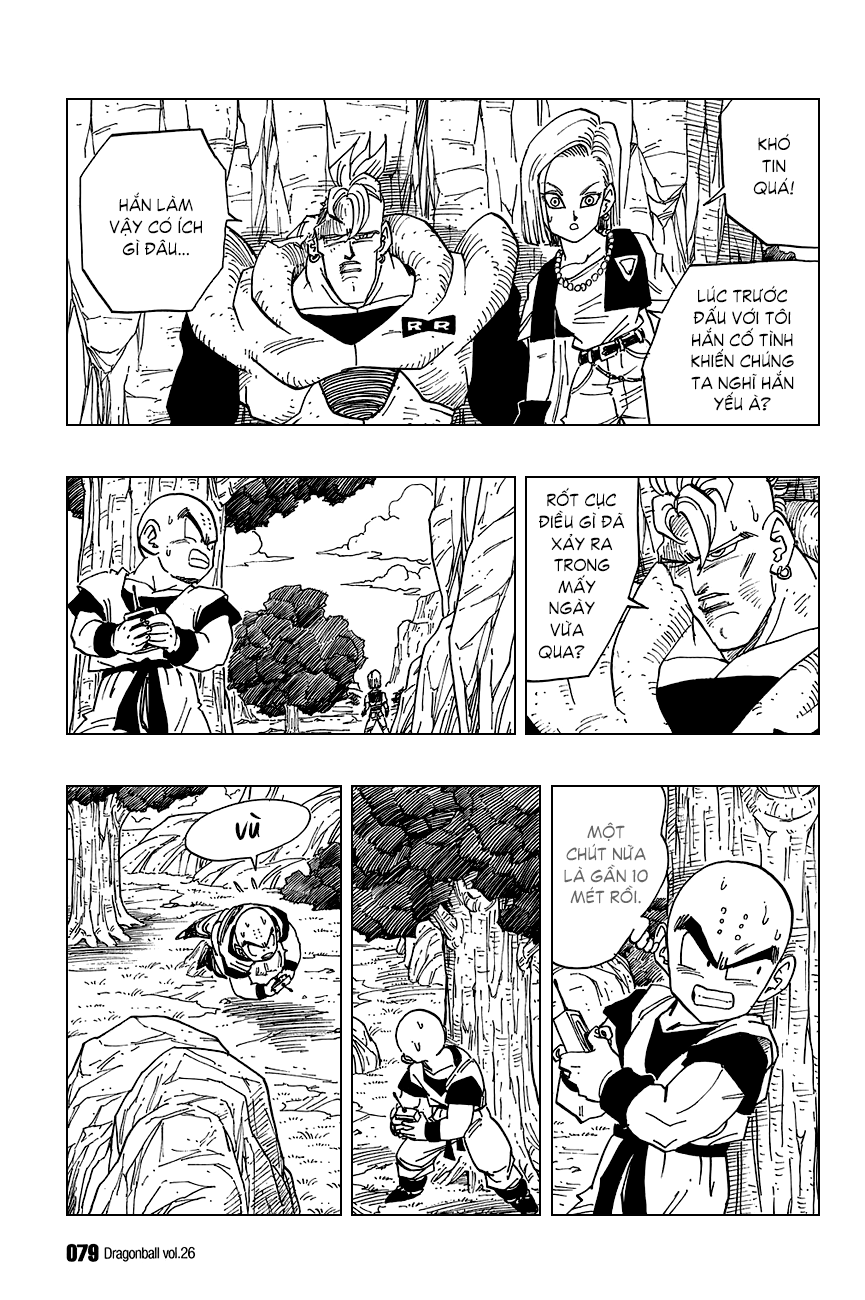 KHÓ
TIN
QUÁ!
LÚC TRƯỚC
ĐẤU VỚI TÔI
HẮN CỐ TÌNH
KHIẾN CHÚNG
TA NGHĨ HẮN
YẾU À?
HẮN LÀM
VẬY CÓ ÍCH
GÌ ĐÂU...
R R
RỐT CỤC
ĐIỀU GÌ ĐÃ
XẢY RA
TRONG
MẤY
NGÀY
VỪA
QUA?
MỘT
CHÚT NỮA
LÀ GẦN 10
MÉT RỒI.
VÙ
079 Dragonball vol.26